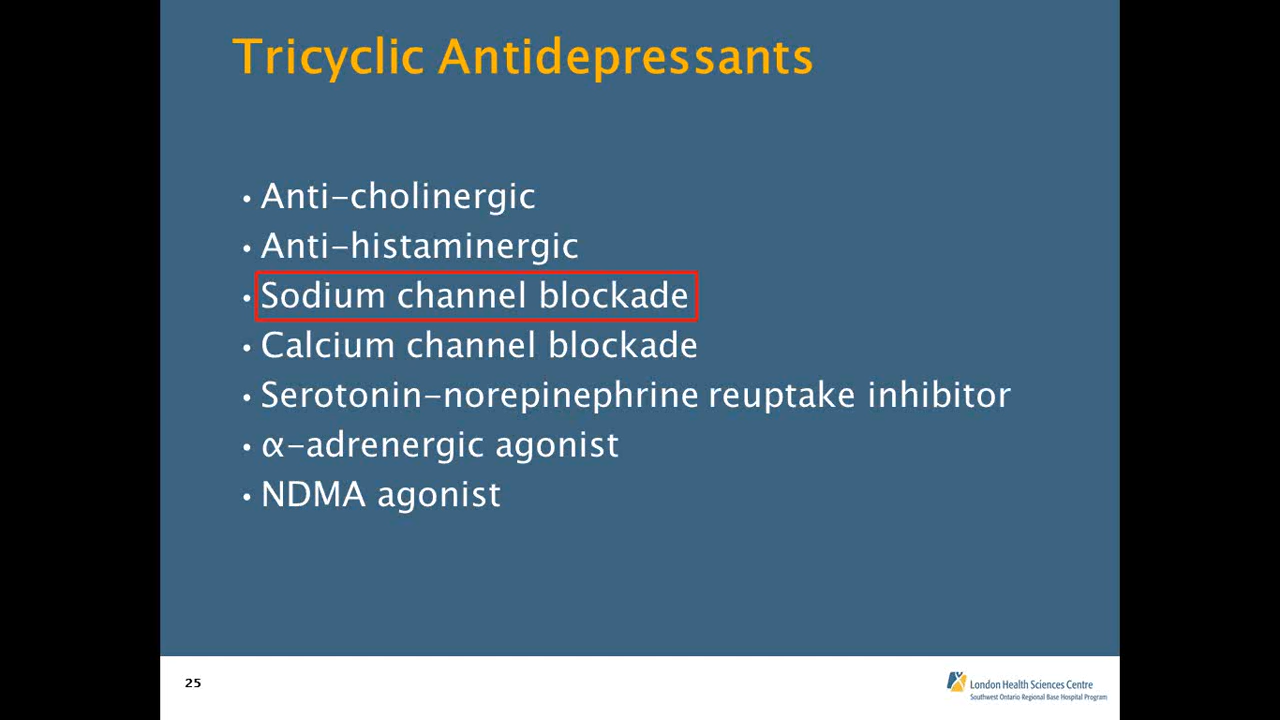 Tricyclic Antidepressants
• Anti-cholinergic
• Anti-histaminergic
• Sodium channel blockade
• Calcium channel blockade
• Serotonin-norepinephrine reuptake inhibitor
• α-adrenergic agonist
• NDMA agonist
25
London Health Sciences Centre
Southwest Ontario Regional Base Hospital Program